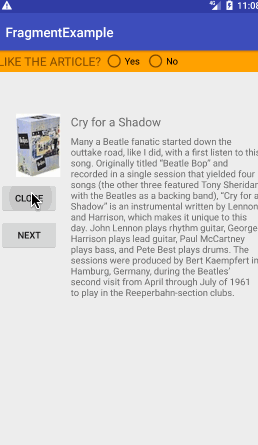 11:08
FragmentExample
LIKE THE ARTICLE? Yes No
Cry for a Shadow
Many a Beatle fanatic started down the
outtake road, like I did, with a first listen to this
song. Originally titled “Beatle Bop” and
recorded in a single session that yielded four
songs (the other three featured Tony Sheridan
with the Beatles as a backing band), “Cry for a
Shadow” is an instrumental written by Lennon
and Harrison, which makes it unique to this
day. John Lennon plays rhythm guitar, George
Harrison plays lead guitar, Paul McCartney
plays bass, and Pete Best plays drums. The
sessions were produced by Bert Kaempfert in
Hamburg, Germany, during the Beatles’
second visit from April through July of 1961
to play in the Reeperbahn-section clubs.
CLOSE
NEXT